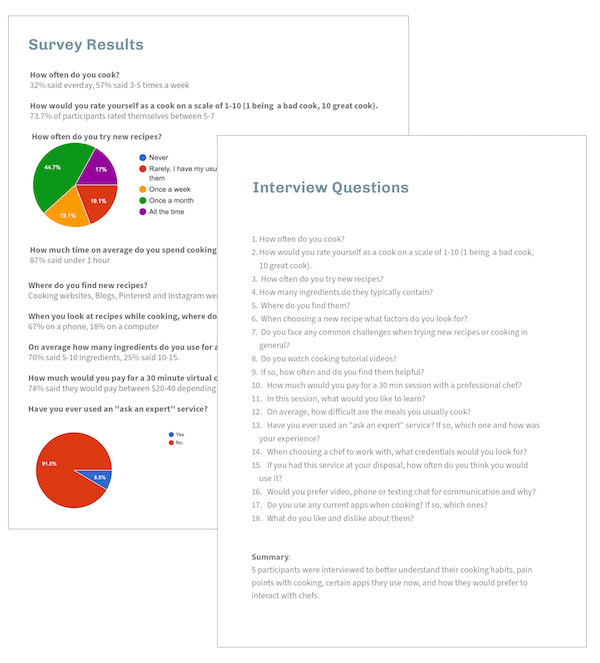 Survey Results
How often do you cook?
32% said everday, 57% said 3-5 times a week
How would you rate yourself as a cook on a scale of 1-10 (1 being a bad cook, 10 great cook).
73.7% of participants rated themselves between 5-7
How often do you try new recipes?
44.7%
17%
19.1%
19.1%
Never
Rarely, I have my usu
them
Once a week
Once a month
All the time
How much time on average do you spend cooking
87% said under 1 hour
Where do you find new recipes?
Cooking websites, Blogs, Pinterest and Instagram we
When you look at recipes while cooking, where do
67% on a phone, 18% on a computer
On average how many ingredients do you use for a
70% said 5-10 ingredients, 25% said 10-15.
How much would you pay for a 30 minute virtual c
78% said they would pay between $20-40 depending
Have you ever used an "ask an expert" service?
91.5%
8.5%
Yes
No
Interview Questions
1. How often do you cook?
2. How would you rate yourself as a cook on a scale of 1-10 (1 being a bad cook,
10 great cook).
3. How often do you try new recipes?
4. How many ingredients do they typically contain?
5. Where do you find them?
6. When choosing a new recipe what factors do you look for?
7. Do you face any common challenges when trying new recipes or cooking in
general?
8. Do you watch cooking tutorial videos?
9. If so, how often and do you find them helpful?
10. How much would you pay for a 30 min session with a professional chef?
11. In this session, what would you like to learn?
12. On average, how difficult are the meals you usually cook?
13. Have you ever used an "ask an expert" service? If so, which one and how was
your experience?
14. When choosing a chef to work with, what credentials would you look for?
15. If you had this service at your disposal, how often do you think you would
use it?
16. Would you prefer video, phone or texting chat for communication and why?
17. Do you use any current apps when cooking? If so, which ones?
18. What do you like and dislike about them?
Summary:
5 participants were interviewed to better understand their cooking habits, pain
points with cooking, certain apps they use now, and how they would prefer to
interact with chefs.